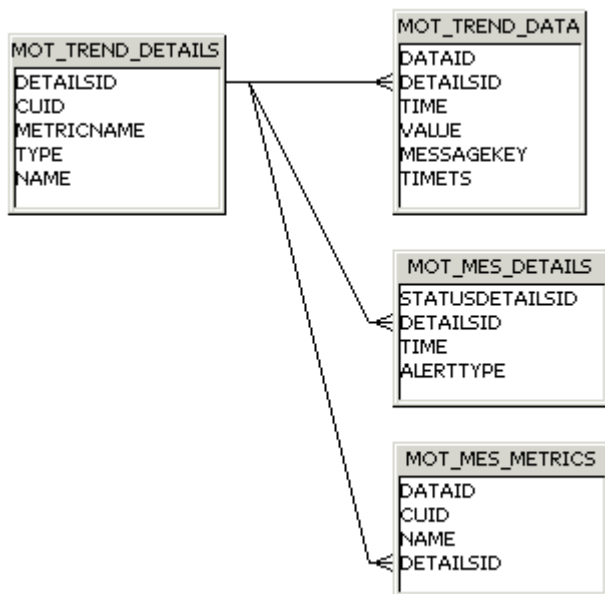 MOT_TREND_DETAILS
DETAILSID
CUID
METRICNAME
TYPE
NAME
MOT_TREND_DATA
DATAID
DETAILSID
TIME
VALUE
MESSAGEKEY
TIMETS
MOT_MES_DETAILS
STATUSDETAILSID
DETAILSID
TIME
ALERTTYPE
MOT_MES_METRICS
DATAID
CUID
NAME
DETAILSID